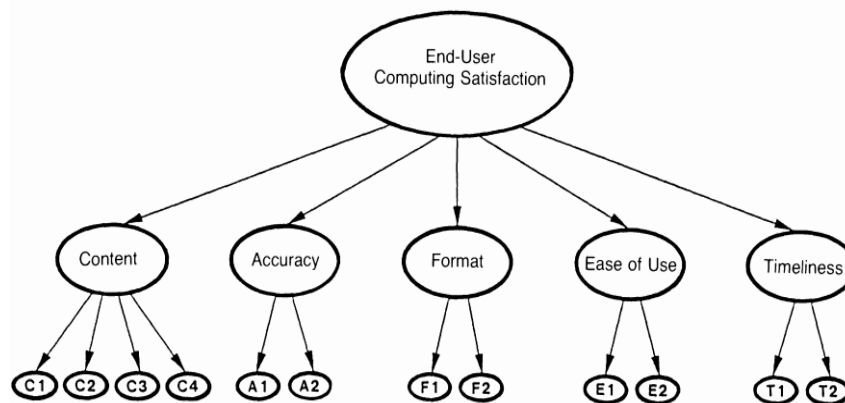 End-User
Computing Satisfaction
Content
Accuracy
Format
Ease of Use
Timeliness
C1
C2
C3
C4
A1
A2
F1
F2
E1
E2
T1
T2